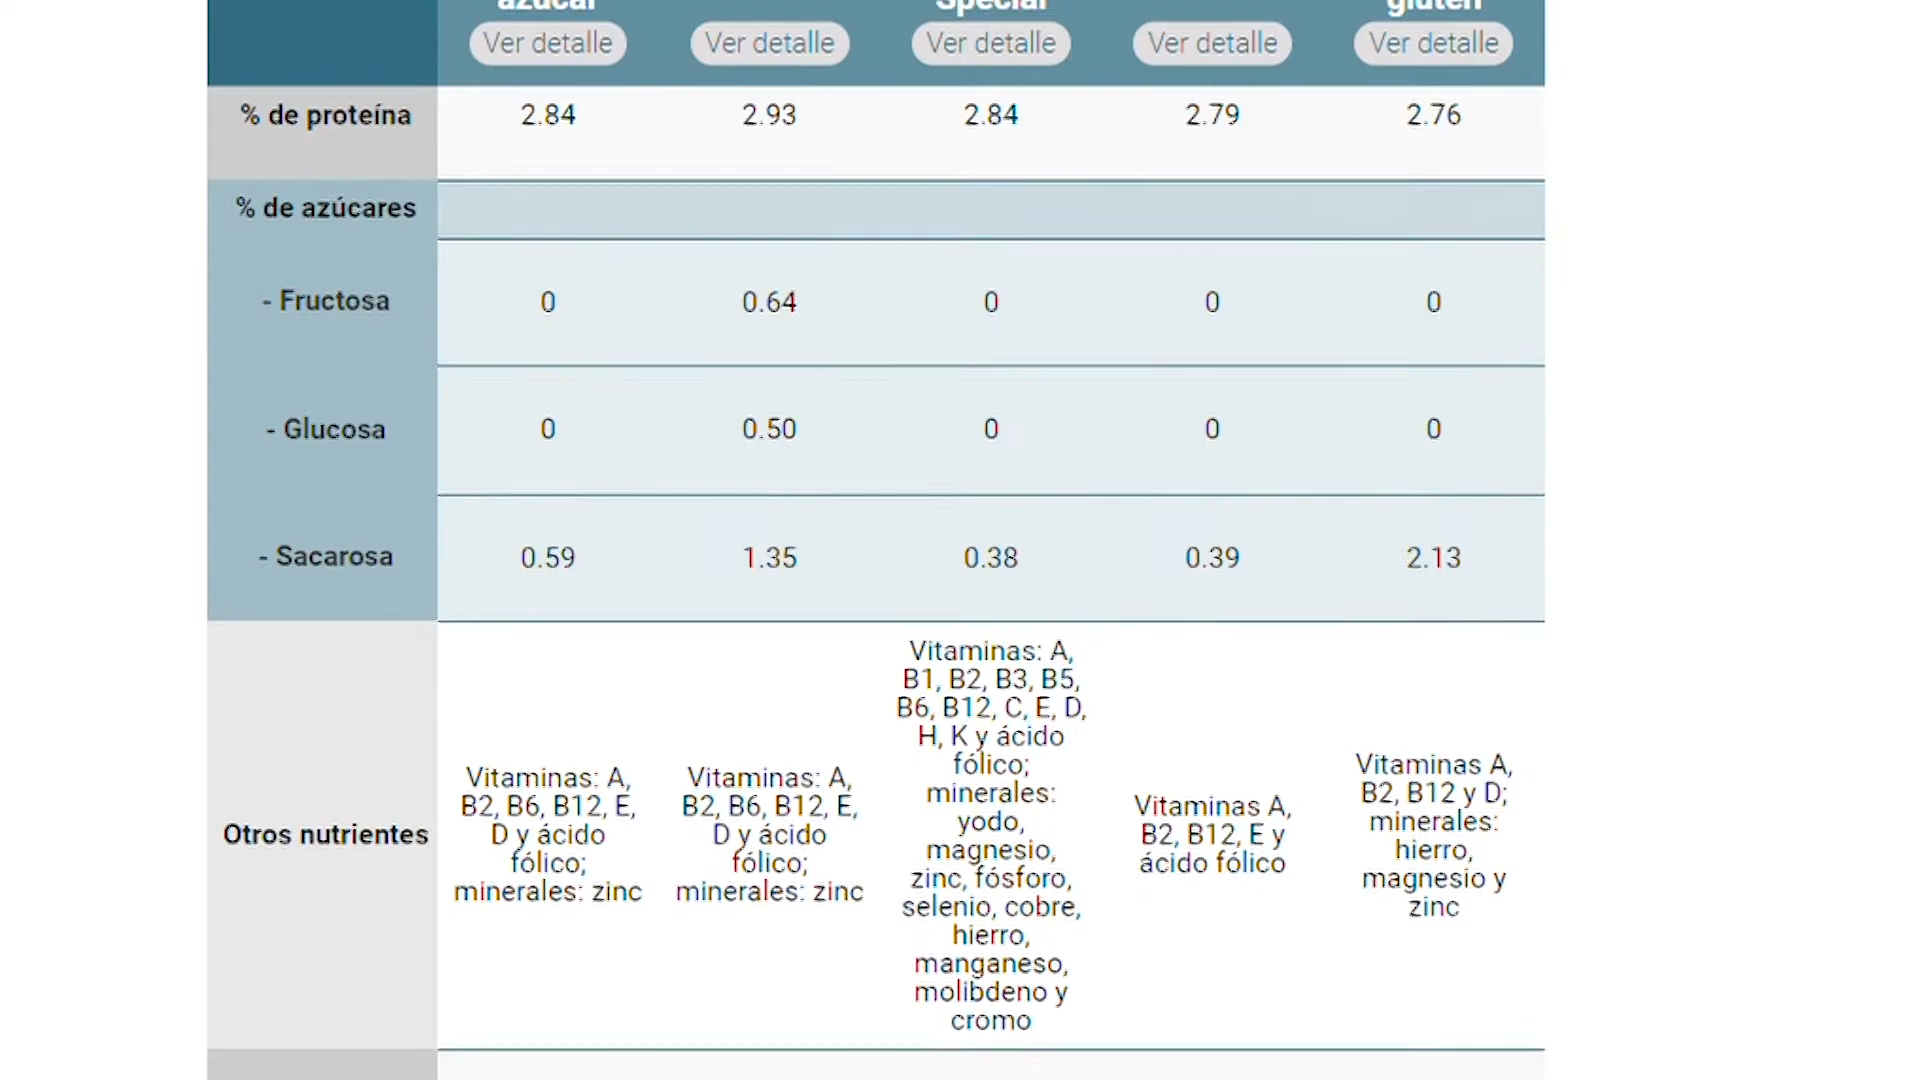 azúcar Special gluten
Ver detalle Ver detalle Ver detalle Ver detalle Ver detalle
% de proteína 2.84 2.93 2.84 2.79 2.76
% de azúcares
- Fructosa 0 0.64 0 0 0
- Glucosa 0 0.50 0 0 0
- Sacarosa 0.59 1.35 0.38 0.39 2.13
Otros nutrientes
Vitaminas: A,
B2, B6, B12, E,
D y ácido
fólico;
minerales: zinc
Vitaminas: A,
B2, B6, B12, E,
D y ácido
fólico;
minerales: zinc
Vitaminas: A,
B1, B2, B3, B5,
B6, B12, C, E, D,
H, K y ácido
fólico;
minerales:
yodo,
magnesio,
zinc, fósforo,
selenio, cobre,
hierro,
manganeso,
molibdeno y
cromo
Vitaminas A,
B2, B12, E y
ácido fólico
Vitaminas A,
B2, B12 y D;
minerales:
hierro,
magnesio y
zinc